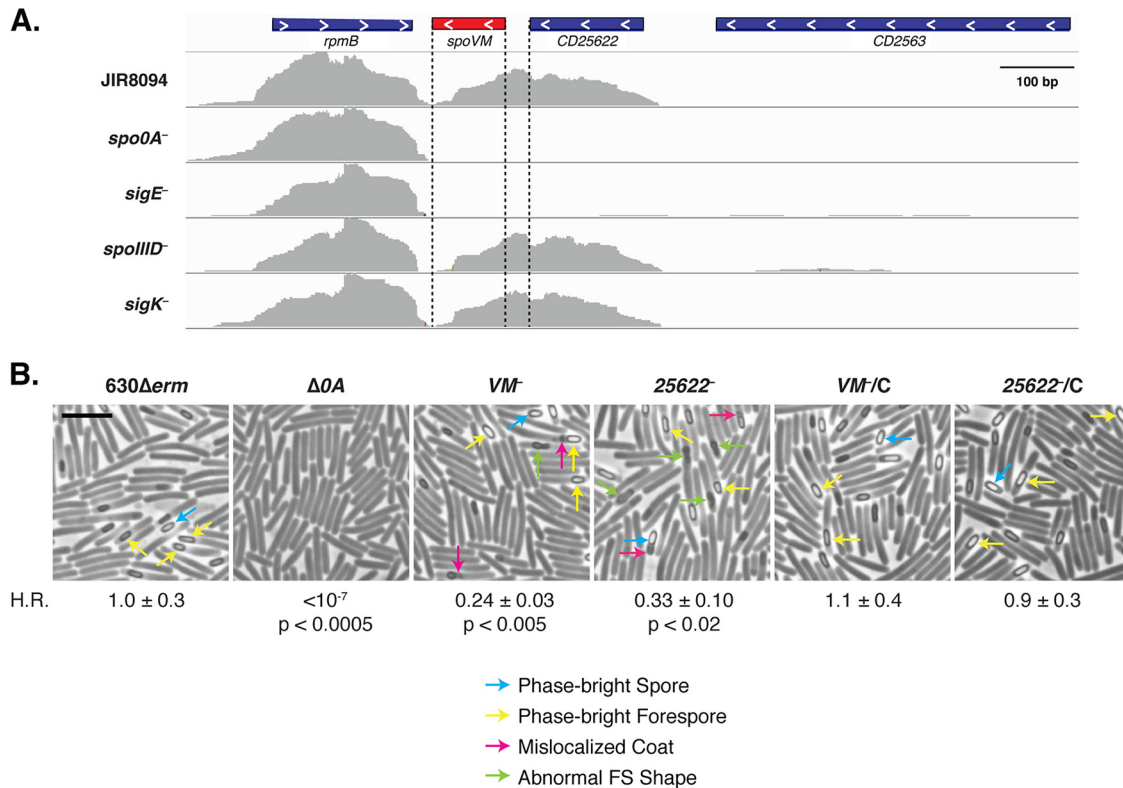 A.
rpmB
spoVM
CD25622
CD2563
JIR8094
100 bp
spo0A–
sigE–
spoIIID–
sigK–
B.
630Δerm Δ0A VM– 25622– VM–/C 25622–/C
H.R. 1.0 ± 0.3 <10-7 0.24 ± 0.03 0.33 ± 0.10 1.1 ± 0.4 0.9 ± 0.3
p < 0.0005 p < 0.005 p < 0.02
Phase-bright Spore
Phase-bright Forespore
Mislocalized Coat
Abnormal FS Shape